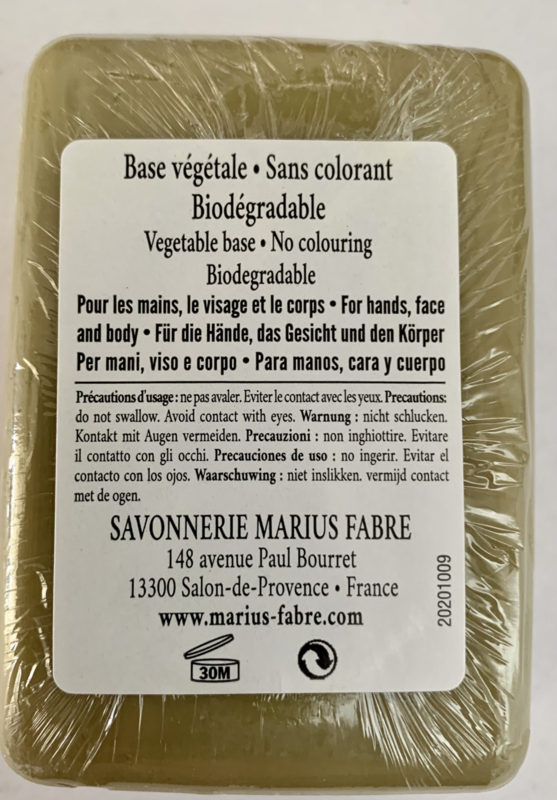 Base végétale • Sans colorant
Biodégradable
Vegetable base • No colouring
Biodegradable
Pour les mains, le visage et le corps • For hands, face
and body • Für die Hände, das Gesicht und den Körper
Per mani, viso e corpo • Para manos, cara y cuerpo
Précautions d'usage : ne pas avaler. Eviter le contact avec les yeux. Precautions:
do not swallow. Avoid contact with eyes. Warnung : nicht schlucken.
Kontakt mit Augen vermeiden. Precauzioni : non inghiottire. Evitare
il contatto con gli occhi. Precauciones de uso : no ingerir. Evitar el
contacto con los ojos. Waarschuwing : niet inslikken. vermijd contact
met de ogen.
SAVONNERIE MARIUS FABRE
148 avenue Paul Bourret
13300 Salon-de-Provence • France
www.marius-fabre.com
30M
20201009